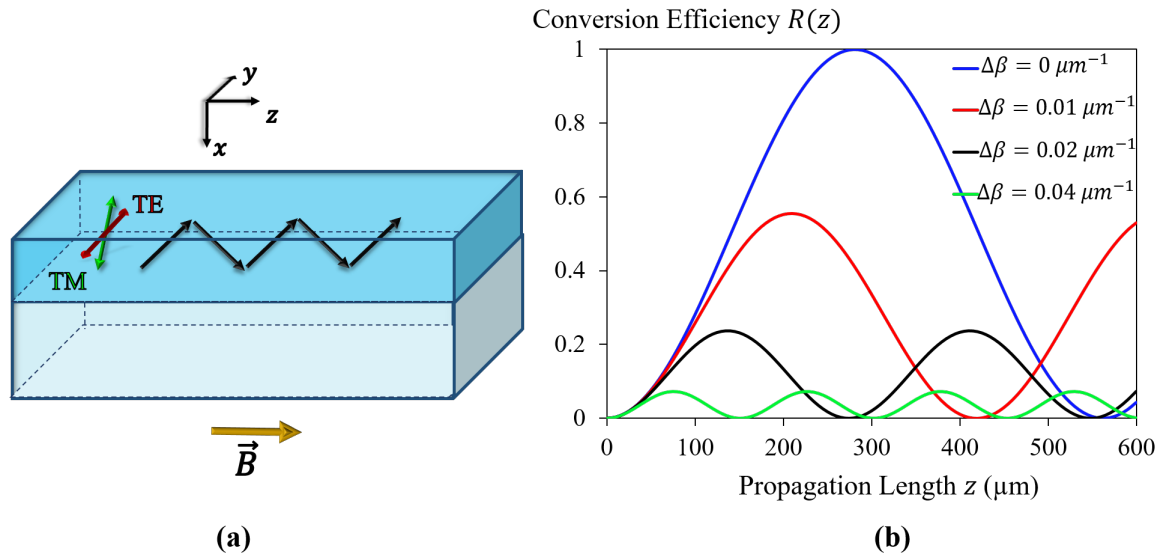 y
z
x
TE
TM
B⃗
(a)
Conversion Efficiency R(z)
1
0.8
0.6
0.4
0.2
0
0 100 200 300 400 500 600
Δβ = 0 μm⁻¹
Δβ = 0.01 μm⁻¹
Δβ = 0.02 μm⁻¹
Δβ = 0.04 μm⁻¹
Propagation Length z (μm)
(b)